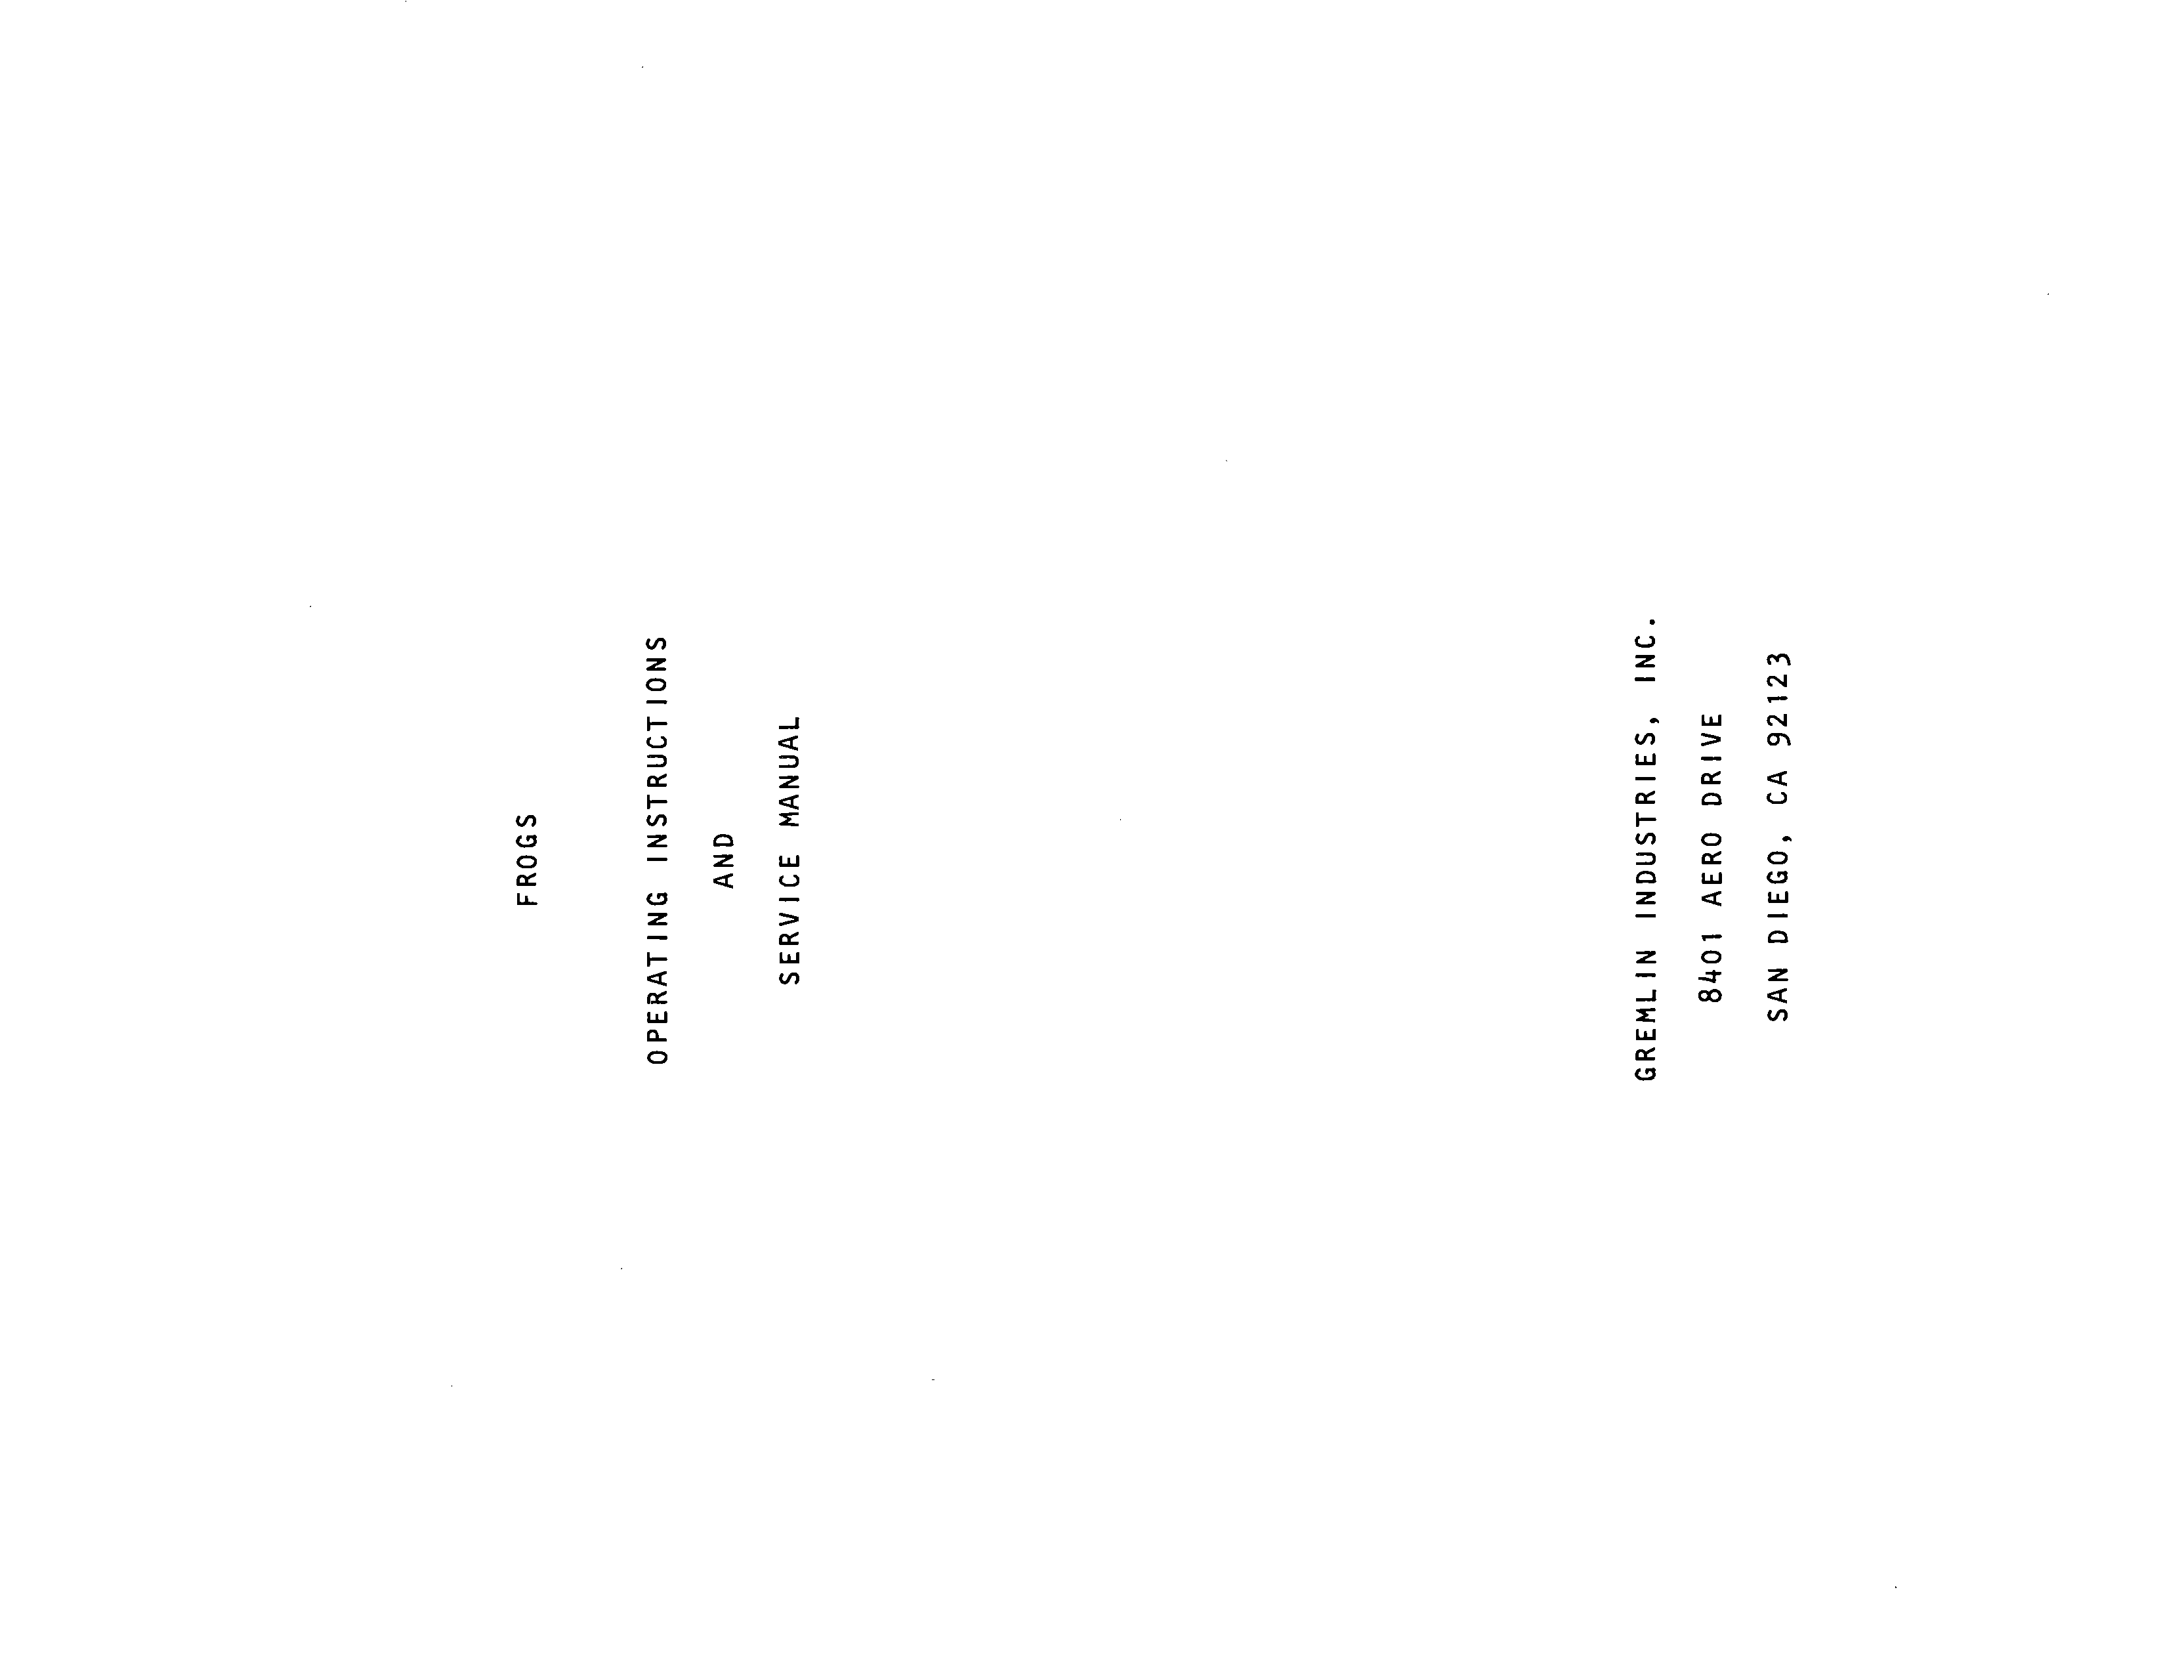 FROGS
OPERATING INSTRUCTIONS
AND
SERVICE MANUAL
GREMLIN INDUSTRIES, INC.
8401 AERO DRIVE
SAN DIEGO, CA 92123